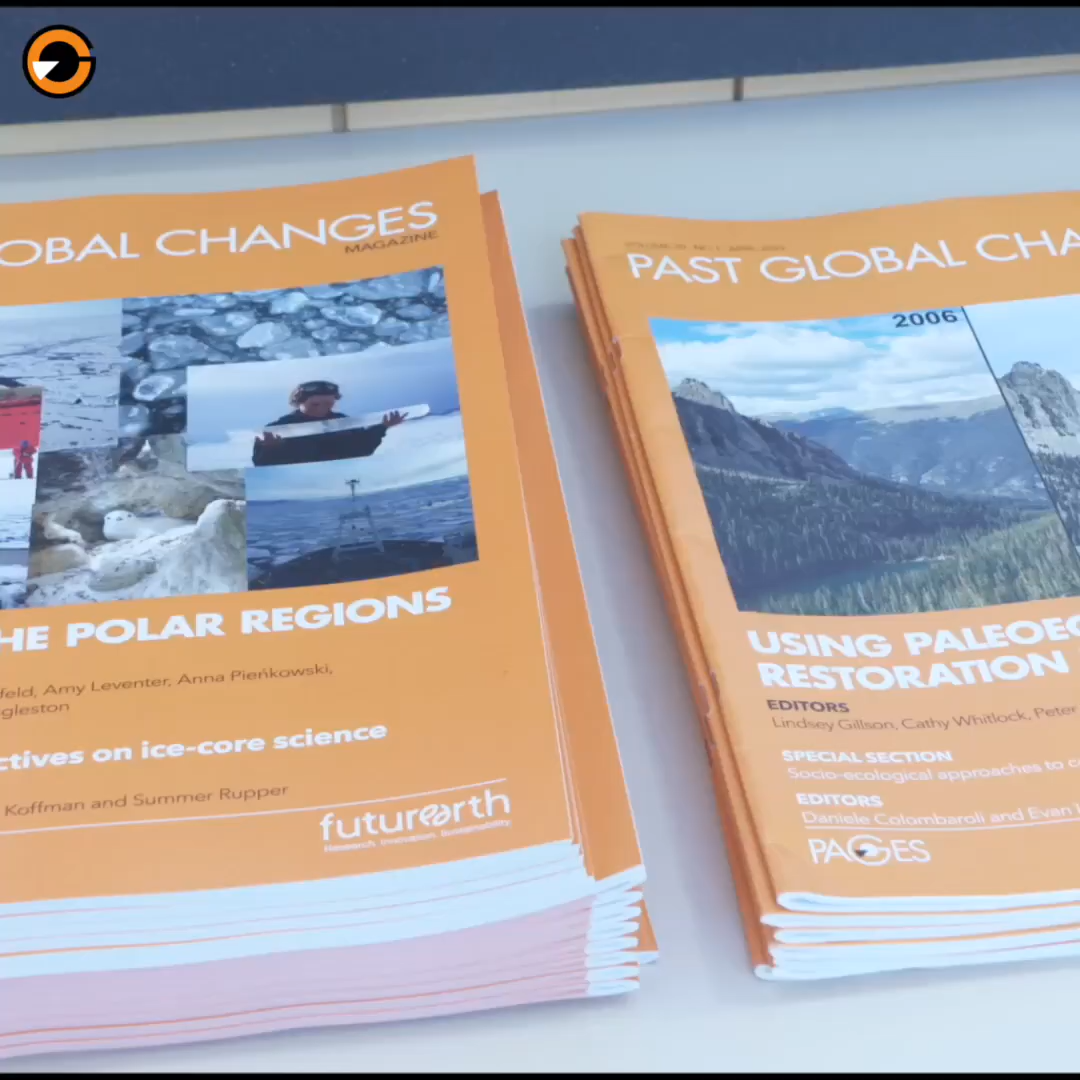 OBAL CHANGES
MAGAZINE
HE POLAR REGIONS
feld, Amy Leventer, Anna Pieńkowski,
gleston
ctives on ice-core science
Koffman and Summer Rupper
futurearth
Research. Innovation. Sustainability.
PAST GLOBAL CHA
2006
USING PALEOEC
RESTORATION
EDITORS
Lindsey Gillson, Cathy Whitlock, Peter
SPECIAL SECTION
Socio-ecological approaches to c
EDITORS
Daniele Colombaroli and Evan
PAGES